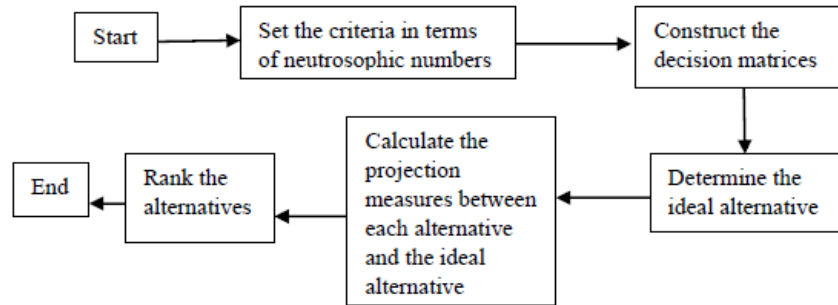 Start
Set the criteria in terms
of neutrosophic numbers
Construct the
decision matrices
Determine the
ideal alternative
Calculate the
projection
measures between
each alternative
and the ideal
alternative
Rank the
alternatives
End